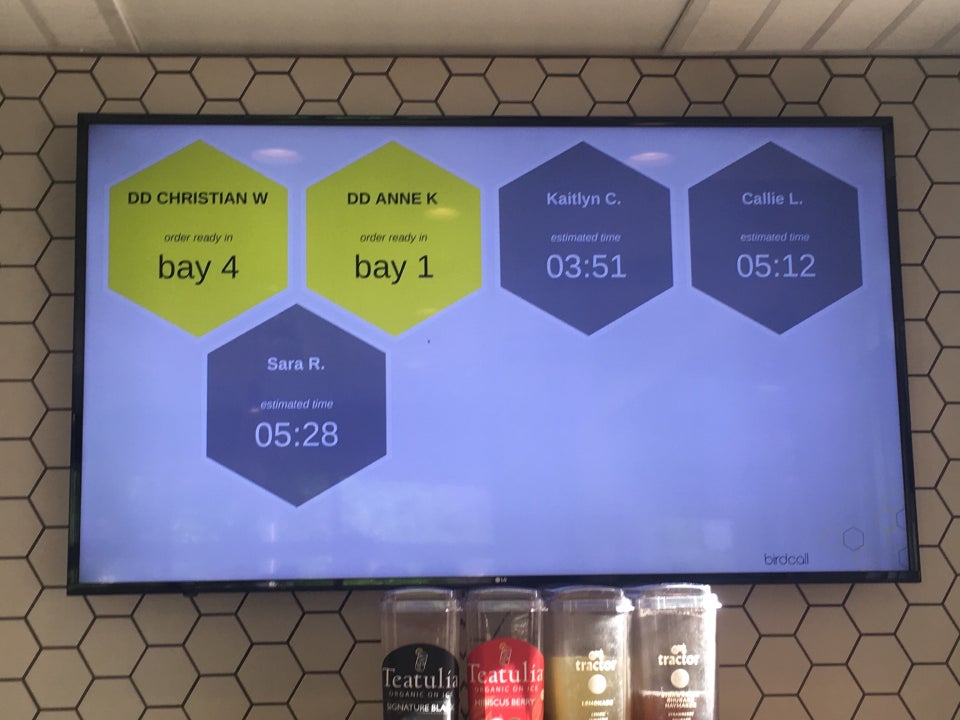 DD CHRISTIAN W
order ready in
bay 4
DD ANNE K
order ready in
bay 1
Kaitlyn C.
estimated time
03:51
Callie L.
estimated time
05:12
Sara R.
estimated time
05:28
birdcall
LG
Teatulia
ORGANIC ON ICE
SIGNATURE BLACK
Teatulia
ORGANIC ON ICE
HIBISCUS BERRY
tractor
LEMONADE
tractor